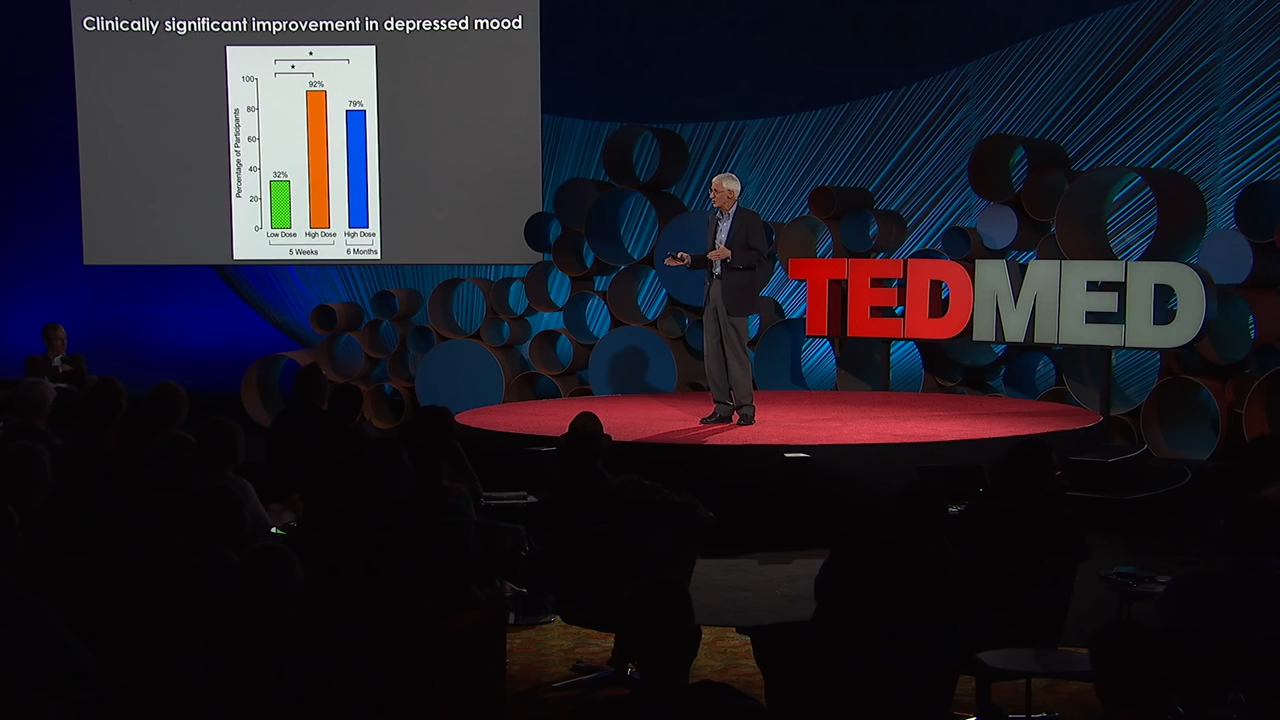 Clinically significant improvement in depressed mood
*
*
100
92%
79%
80
60
40
32%
20
0
Percentage of Participants
Low Dose High Dose High Dose
5 Weeks 6 Months
TEDMED